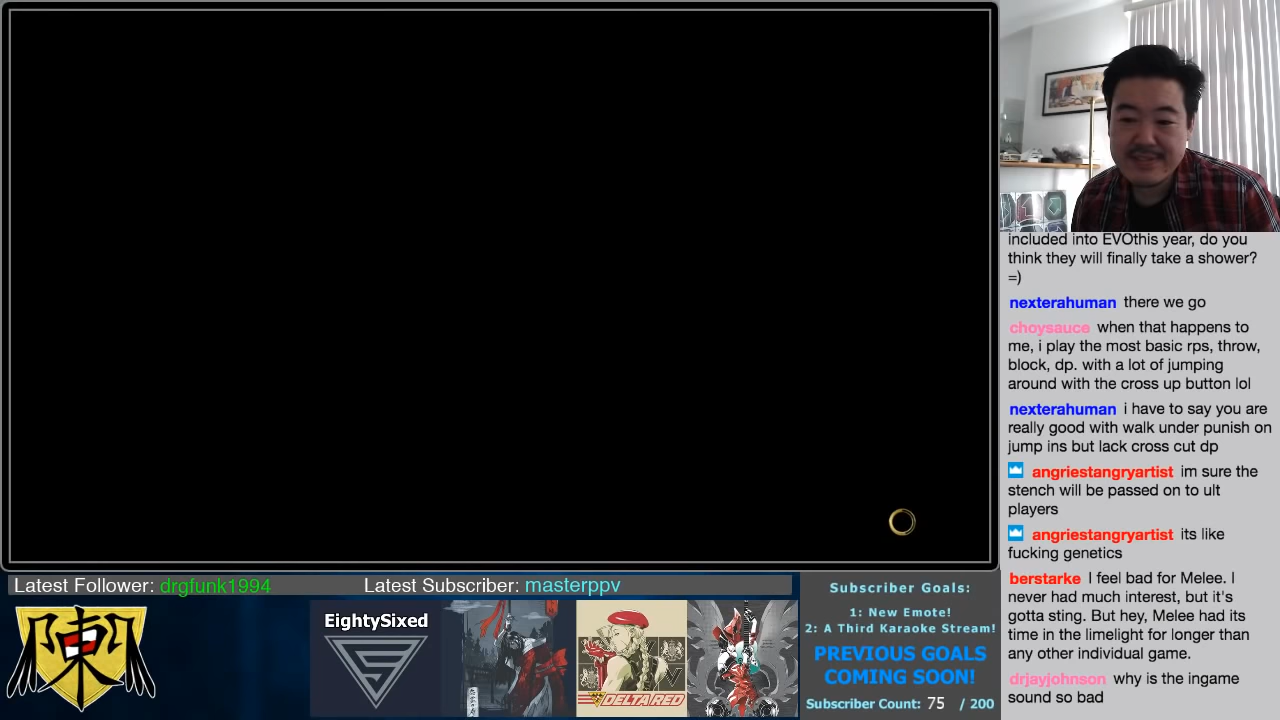 included into EVOthis year, do you
think they will finally take a shower?
=)
nexterahuman there we go
choysauce when that happens to
me, i play the most basic rps, throw,
block, dp. with a lot of jumping
around with the cross up button lol
nexterahuman i have to say you are
really good with walk under punish on
jump ins but lack cross cut dp
angriestangryartist im sure the
stench will be passed on to ult
players
angriestangryartist its like
fucking genetics
berstarke I feel bad for Melee. I
never had much interest, but it's
gotta sting. But hey, Melee had its
time in the limelight for longer than
any other individual game.
drjayjohnson why is the ingame
sound so bad
Latest Follower: drgfunk1994
Latest Subscriber: masterppv
Subscriber Goals:
1: New Emote!
2: A Third Karaoke Stream!
PREVIOUS GOALS
COMING SOON!
Subscriber Count: 75 / 200
EightySixed
DELTA RED